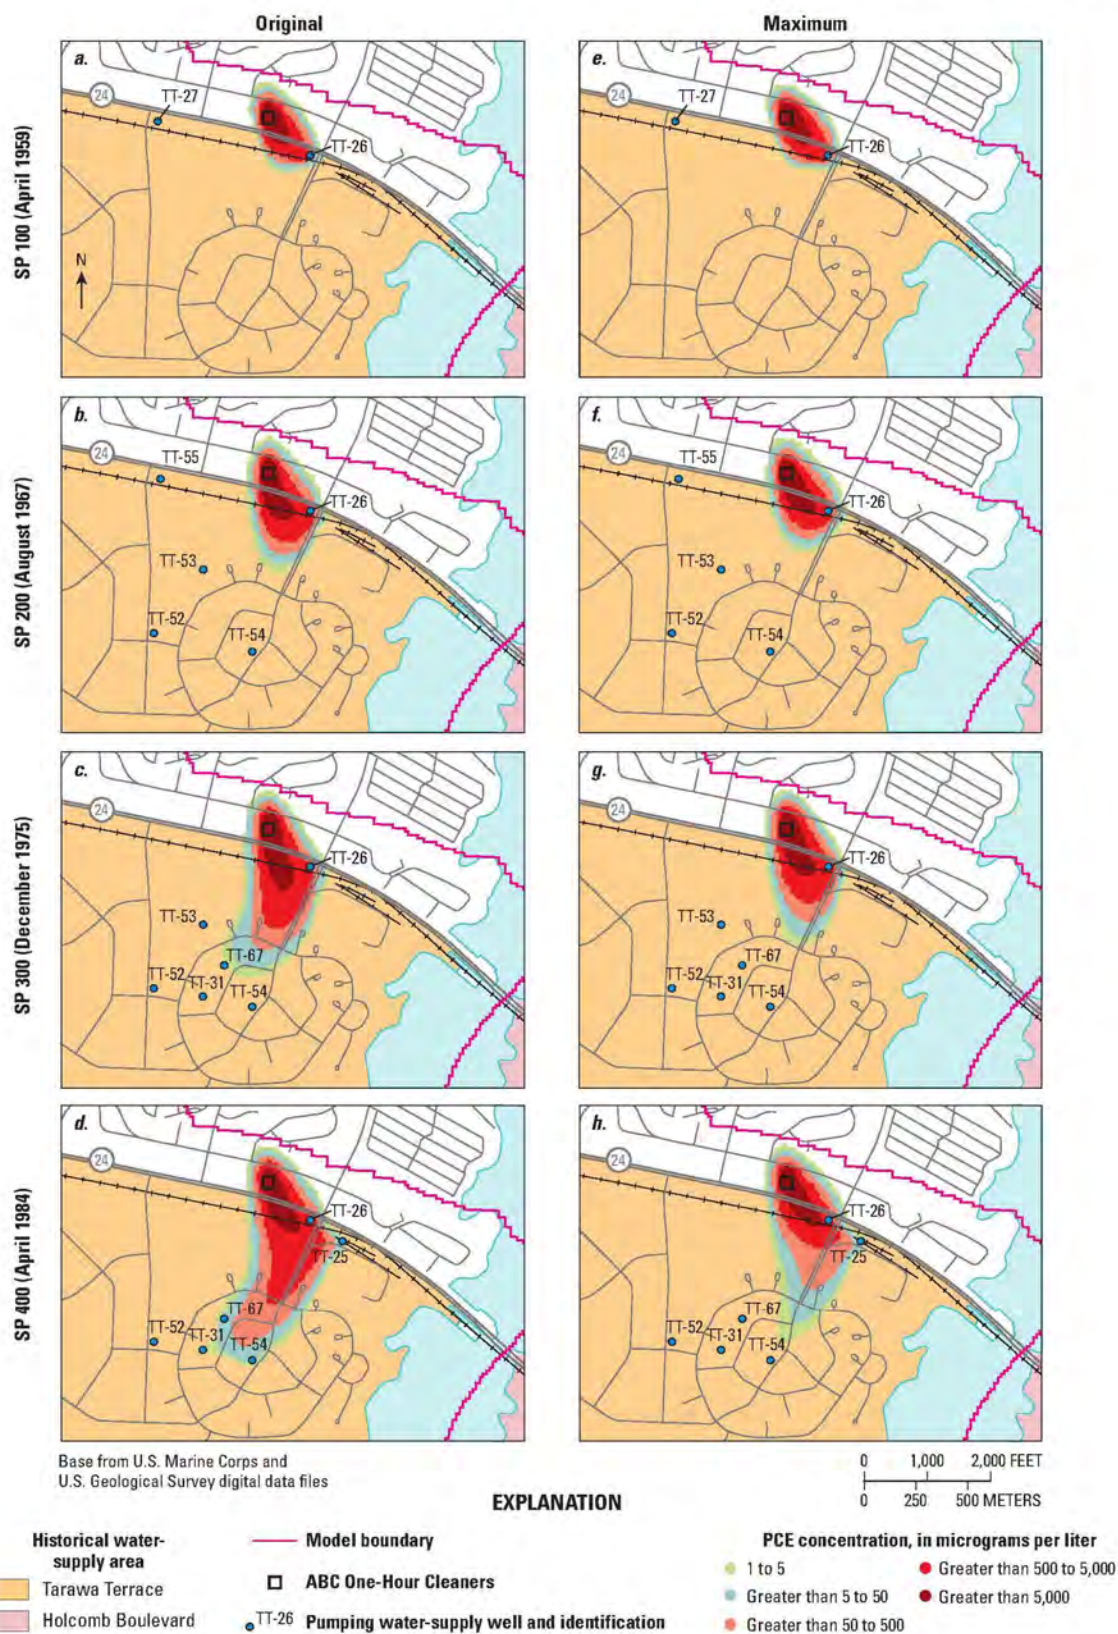 Original
Maximum
SP 100 (April 1959)
a.
24
TT-27
TT-26
N
e.
24
TT-27
TT-26
SP 200 (August 1967)
b.
24
TT-55
TT-26
TT-53
TT-52
TT-54
f.
24
TT-55
TT-26
TT-53
TT-52
TT-54
SP 300 (December 1975)
c.
24
TT-26
TT-53
TT-67
TT-52
TT-31
TT-54
g.
24
TT-26
TT-53
TT-67
TT-52
TT-31
TT-54
SP 400 (April 1984)
d.
24
TT-26
TT-25
TT-67
TT-52
TT-31
TT-54
h.
24
TT-26
TT-25
TT-67
TT-52
TT-31
TT-54
Base from U.S. Marine Corps and
U.S. Geological Survey digital data files
0 1,000 2,000 FEET
0 250 500 METERS
EXPLANATION
Historical water-
supply area
Tarawa Terrace
Holcomb Boulevard
Model boundary
ABC One-Hour Cleaners
TT-26 Pumping water-supply well and identification
PCE concentration, in micrograms per liter
1 to 5
Greater than 5 to 50
Greater than 50 to 500
Greater than 500 to 5,000
Greater than 5,000